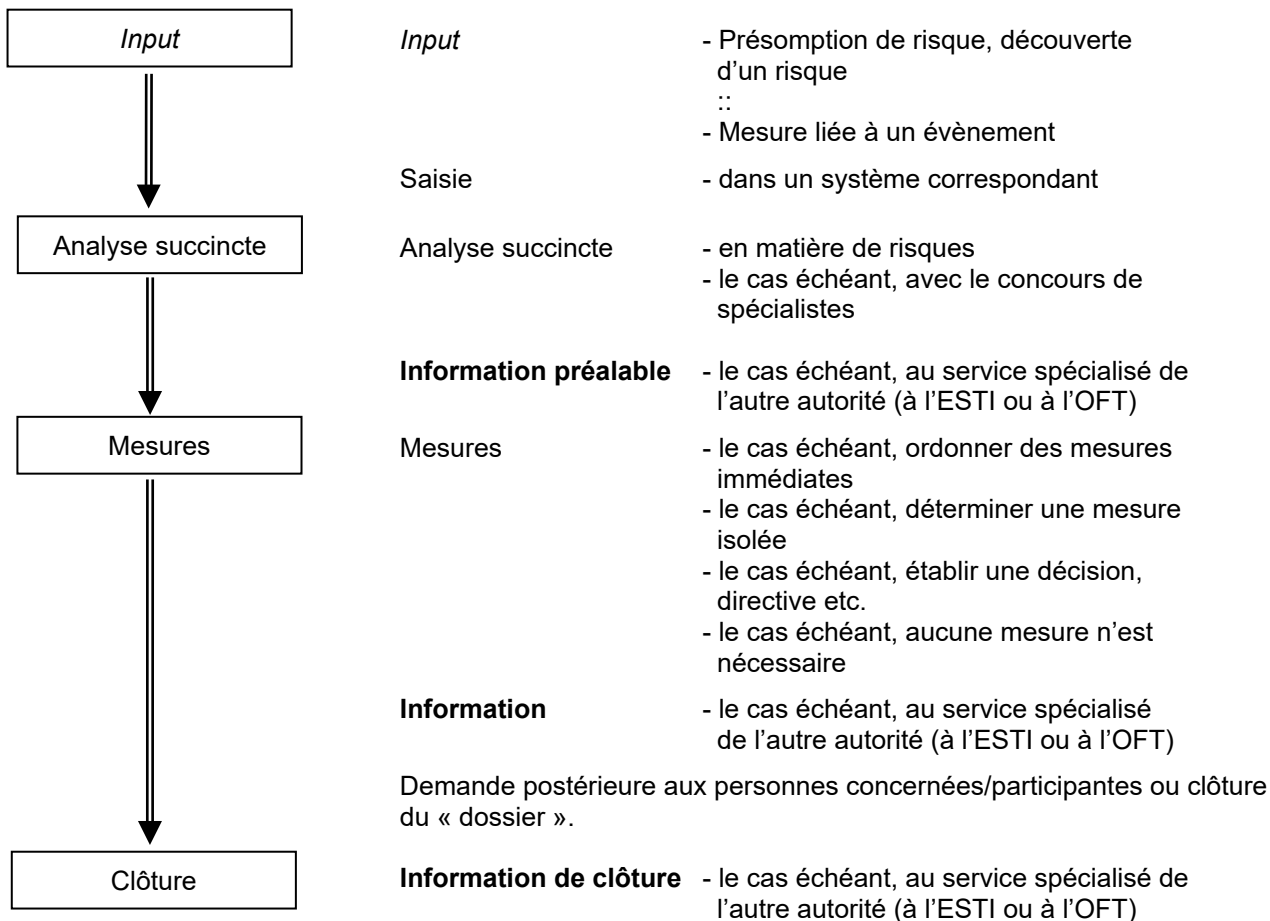 Input
Input - Présomption de risque, découverte
d’un risque
::
- Mesure liée à un évènement
Saisie - dans un système correspondant
Analyse succincte
Analyse succincte - en matière de risques
- le cas échéant, avec le concours de
spécialistes
Information préalable - le cas échéant, au service spécialisé de
l’autre autorité (à l’ESTI ou à l’OFT)
Mesures
Mesures - le cas échéant, ordonner des mesures
immédiates
- le cas échéant, déterminer une mesure
isolée
- le cas échéant, établir une décision,
directive etc.
- le cas échéant, aucune mesure n’est
nécessaire
Information - le cas échéant, au service spécialisé
de l’autre autorité (à l’ESTI ou à l’OFT)
Demande postérieure aux personnes concernées/participantes ou clôture
du « dossier ».
Clôture
Information de clôture - le cas échéant, au service spécialisé de
l’autre autorité (à l’ESTI ou à l’OFT)